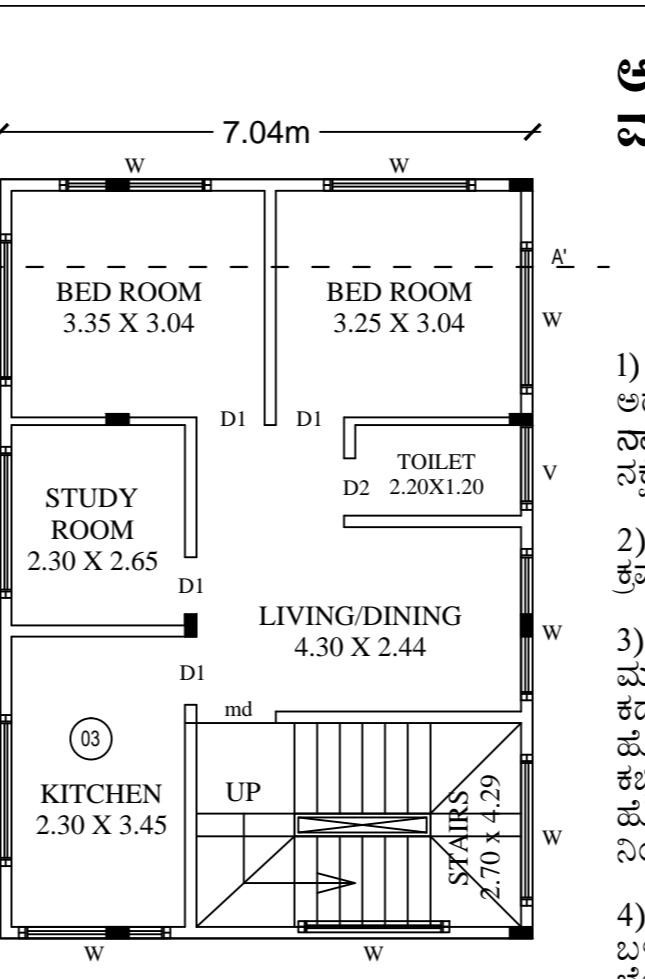 7.04m
W
W
A'
BED ROOM
3.35 X 3.04
BED ROOM
3.25 X 3.04
W
D1
D1
TOILET
2.20X1.20
D2
V
STUDY
ROOM
2.30 X 2.65
D1
LIVING/DINING
4.30 X 2.44
W
D1
md
03
KITCHEN
2.30 X 3.45
UP
STAIRS
2.70 x 4.29
W
W
W
1)
2)
3)
4)